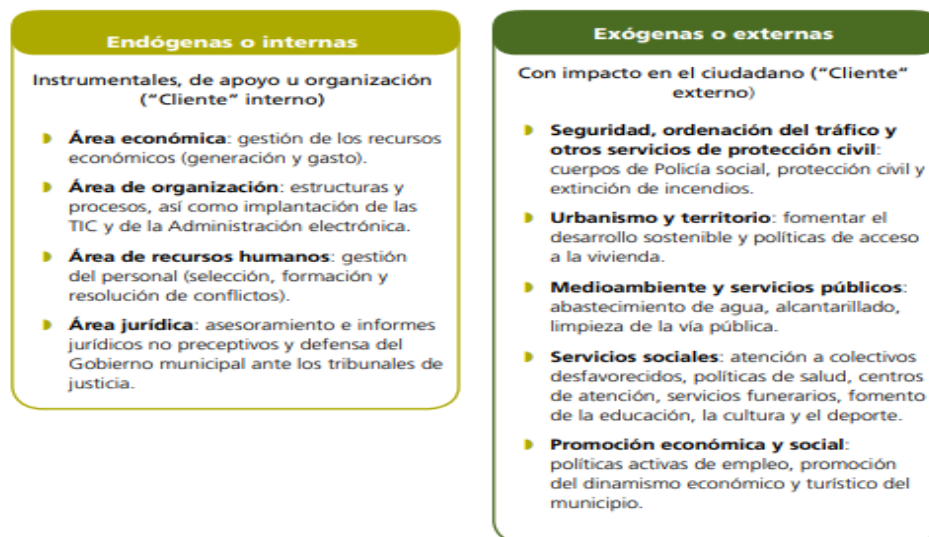 Endógenas o internas
Instrumentales, de apoyo u organización
(“Cliente” interno)
Área económica: gestión de los recursos
económicos (generación y gasto).
Área de organización: estructuras y
procesos, así como implantación de las
TIC y de la Administración electrónica.
Área de recursos humanos: gestión
del personal (selección, formación y
resolución de conflictos).
Área jurídica: asesoramiento e informes
jurídicos no preceptivos y defensa del
Gobierno municipal ante los tribunales de
justicia.
Exógenas o externas
Con impacto en el ciudadano (“Cliente”
externo)
Seguridad, ordenación del tráfico y
otros servicios de protección civil:
cuerpos de Policía social, protección civil y
extinción de incendios.
Urbanismo y territorio: fomentar el
desarrollo sostenible y políticas de acceso
a la vivienda.
Medioambiente y servicios públicos:
abastecimiento de agua, alcantarillado,
limpieza de la vía pública.
Servicios sociales: atención a colectivos
desfavorecidos, políticas de salud, centros
de atención, servicios funerarios, fomento
de la educación, la cultura y el deporte.
Promoción económica y social:
políticas activas de empleo, promoción
del dinamismo económico y turístico del
municipio.